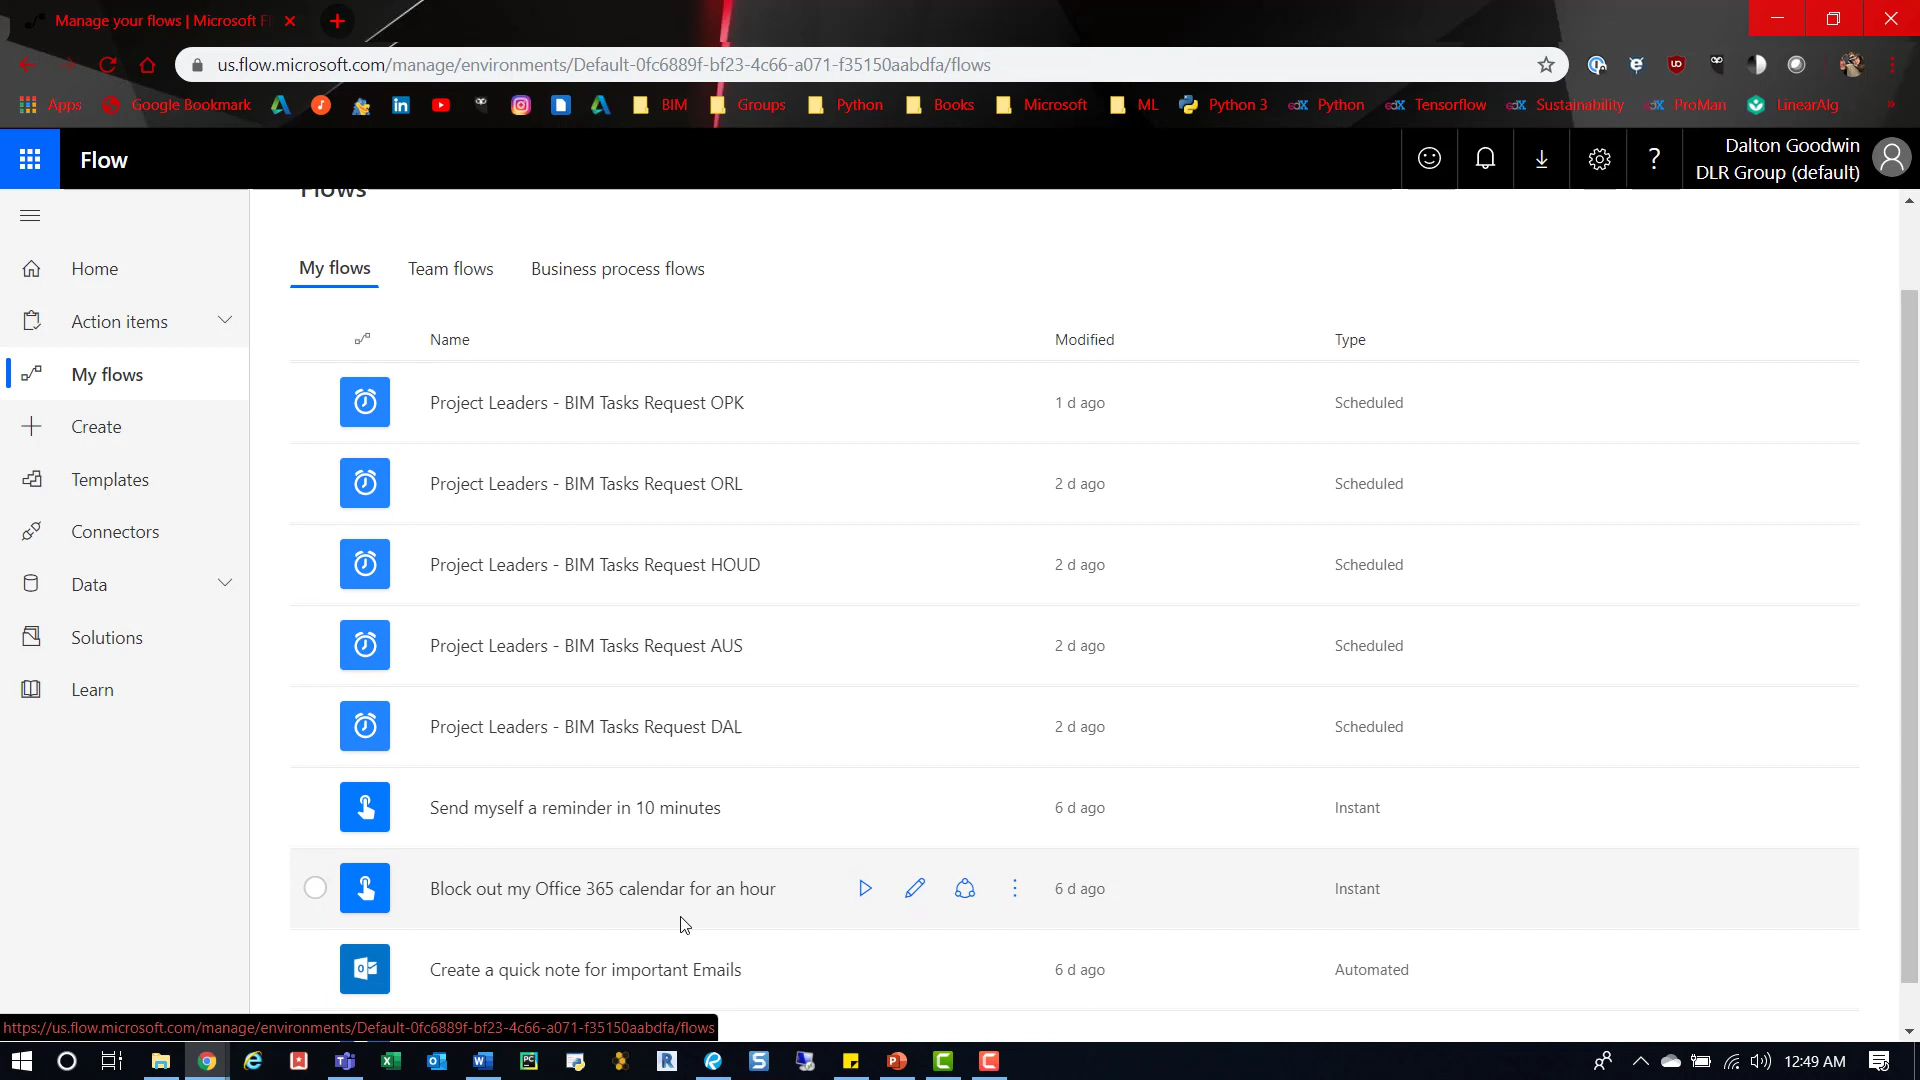 Manage your flows | Microsoft Fl
us.flow.microsoft.com/manage/environments/Default-0fc6889f-bf23-4c66-a071-f35150aabdfa/flows
Apps
Google Bookmark
BIM
Groups
Python
Books
Microsoft
ML
Python 3
Python
Tensorflow
Sustainability
ProMan
LinearAlg
»
Flow
?
Dalton Goodwin
DLR Group (default)
Flows
Home
Action items
My flows
Create
Templates
Connectors
Data
Solutions
Learn
My flows
Team flows
Business process flows
Name
Modified
Type
Project Leaders - BIM Tasks Request OPK
1 d ago
Scheduled
Project Leaders - BIM Tasks Request ORL
2 d ago
Scheduled
Project Leaders - BIM Tasks Request HOUD
2 d ago
Scheduled
Project Leaders - BIM Tasks Request AUS
2 d ago
Scheduled
Project Leaders - BIM Tasks Request DAL
2 d ago
Scheduled
Send myself a reminder in 10 minutes
6 d ago
Instant
Block out my Office 365 calendar for an hour
6 d ago
Instant
Create a quick note for important Emails
6 d ago
Automated
https://us.flow.microsoft.com/manage/environments/Default-0fc6889f-bf23-4c66-a071-f35150aabdfa/flows
12:49 AM